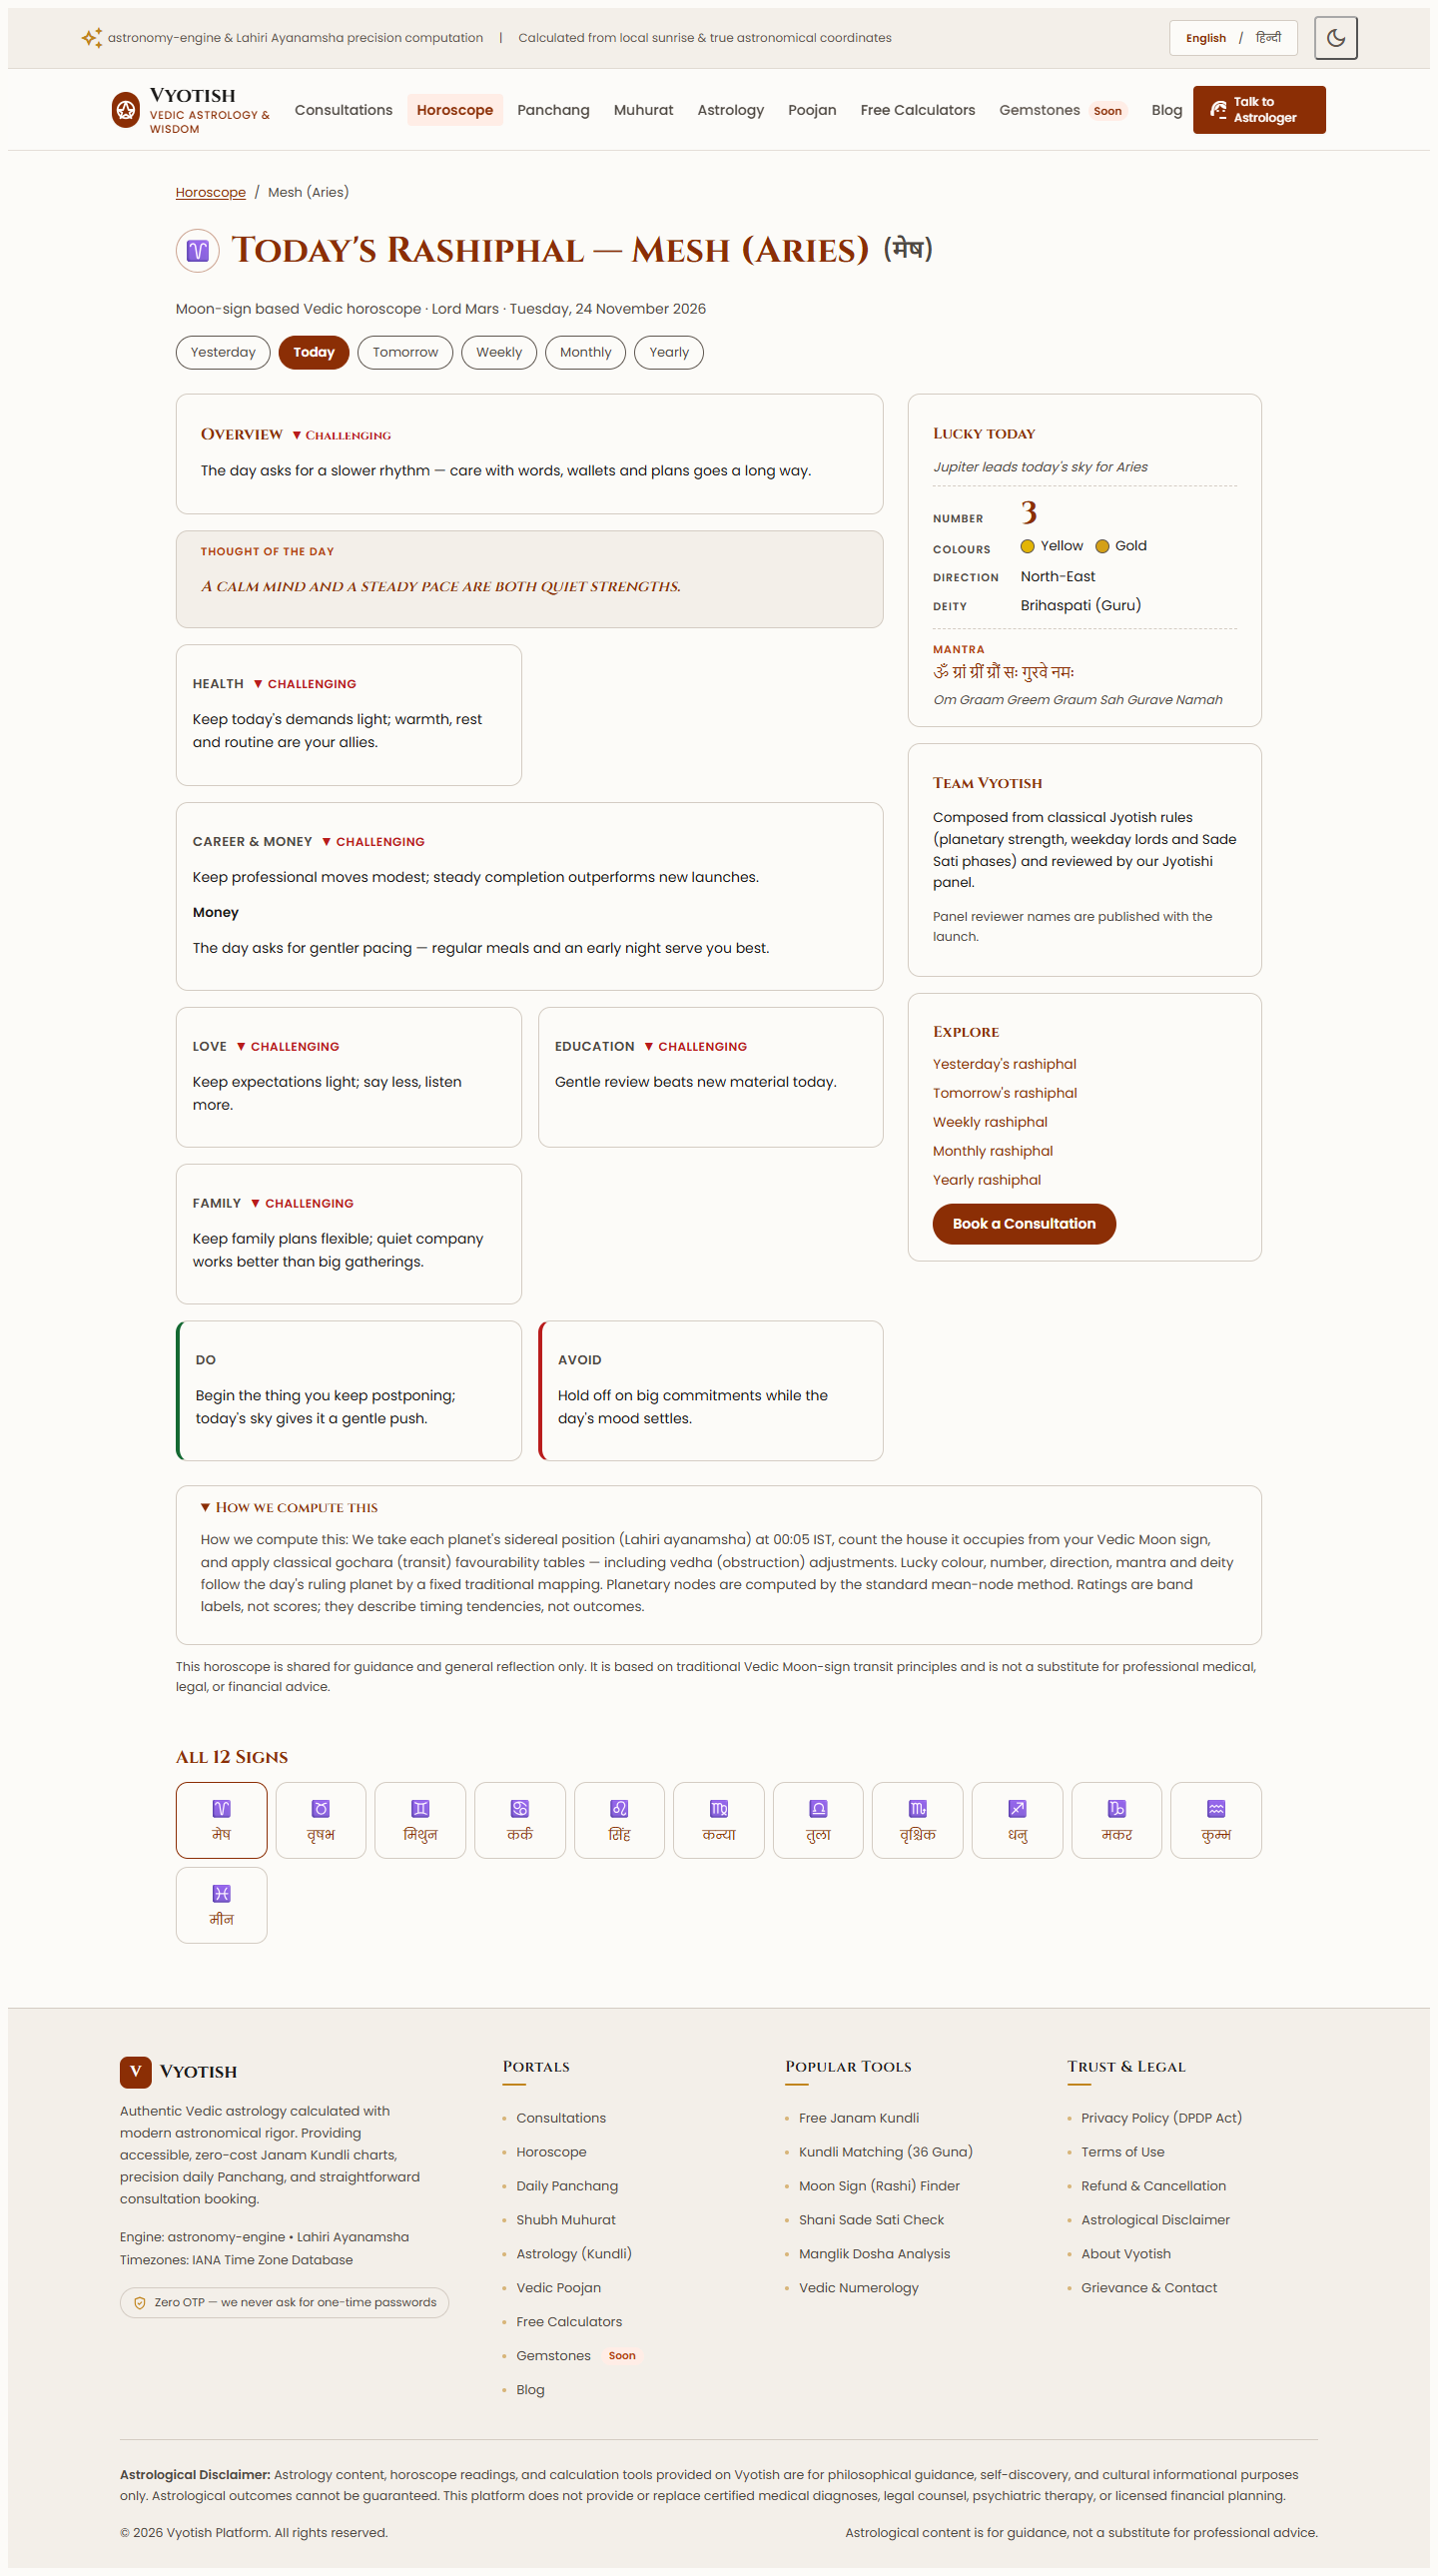 astronomy-engine & Lahiri Ayanamsha precision computation | Calculated from local sunrise & true astronomical coordinates
English / हिन्दी
Vyotish
VEDIC ASTROLOGY & WISDOM
Consultations
Horoscope
Panchang
Muhurat
Astrology
Poojan
Free Calculators
Gemstones Soon
Blog
Talk to Astrologer
Horoscope / Mesh (Aries)
Today's Rashiphal — Mesh (Aries) (मेष)
Moon-sign based Vedic horoscope · Lord Mars · Tuesday, 24 November 2026
Yesterday
Today
Tomorrow
Weekly
Monthly
Yearly
Overview ▼ Challenging
The day asks for a slower rhythm — care with words, wallets and plans goes a long way.
THOUGHT OF THE DAY
A calm mind and a steady pace are both quiet strengths.
HEALTH ▼ CHALLENGING
Keep today's demands light; warmth, rest
and routine are your allies.
CAREER & MONEY ▼ CHALLENGING
Keep professional moves modest; steady completion outperforms new launches.
Money
The day asks for gentler pacing — regular meals and an early night serve you best.
LOVE ▼ CHALLENGING
Keep expectations light; say less, listen
more.
EDUCATION ▼ CHALLENGING
Gentle review beats new material today.
FAMILY ▼ CHALLENGING
Keep family plans flexible; quiet company
works better than big gatherings.
DO
Begin the thing you keep postponing;
today's sky gives it a gentle push.
AVOID
Hold off on big commitments while the
day's mood settles.
Lucky today
Jupiter leads today's sky for Aries
NUMBER 3
COLOURS Yellow Gold
DIRECTION North-East
DEITY Brihaspati (Guru)
MANTRA
ॐ ग्रां ग्रीं ग्रौं सः गुरवे नमः
Om Graam Greem Graum Sah Gurave Namah
Team Vyotish
Composed from classical Jyotish rules
(planetary strength, weekday lords and Sade
Sati phases) and reviewed by our Jyotishi
panel.
Panel reviewer names are published with the
launch.
Explore
Yesterday's rashiphal
Tomorrow's rashiphal
Weekly rashiphal
Monthly rashiphal
Yearly rashiphal
Book a Consultation
▼ How we compute this
How we compute this: We take each planet's sidereal position (Lahiri ayanamsha) at 00:05 IST, count the house it occupies from your Vedic Moon sign,
and apply classical gochara (transit) favourability tables — including vedha (obstruction) adjustments. Lucky colour, number, direction, mantra and deity
follow the day's ruling planet by a fixed traditional mapping. Planetary nodes are computed by the standard mean-node method. Ratings are band
labels, not scores; they describe timing tendencies, not outcomes.
This horoscope is shared for guidance and general reflection only. It is based on traditional Vedic Moon-sign transit principles and is not a substitute for professional medical,
legal, or financial advice.
All 12 Signs
♈ मेष
♉ वृषभ
♊ मिथुन
♋ कर्क
♌ सिंह
♍ कन्या
♎ तुला
♏ वृश्चिक
♐ धनु
♑ मकर
♒ कुम्भ
♓ मीन
V Vyotish
Authentic Vedic astrology calculated with
modern astronomical rigor. Providing
accessible, zero-cost Janam Kundli charts,
precision daily Panchang, and straightforward
consultation booking.
Engine: astronomy-engine • Lahiri Ayanamsha
Timezones: IANA Time Zone Database
Zero OTP — we never ask for one-time passwords
Portals
Consultations
Horoscope
Daily Panchang
Shubh Muhurat
Astrology (Kundli)
Vedic Poojan
Free Calculators
Gemstones Soon
Blog
Popular Tools
Free Janam Kundli
Kundli Matching (36 Guna)
Moon Sign (Rashi) Finder
Shani Sade Sati Check
Manglik Dosha Analysis
Vedic Numerology
Trust & Legal
Privacy Policy (DPDP Act)
Terms of Use
Refund & Cancellation
Astrological Disclaimer
About Vyotish
Grievance & Contact
Astrological Disclaimer: Astrology content, horoscope readings, and calculation tools provided on Vyotish are for philosophical guidance, self-discovery, and cultural informational purposes
only. Astrological outcomes cannot be guaranteed. This platform does not provide or replace certified medical diagnoses, legal counsel, psychiatric therapy, or licensed financial planning.
© 2026 Vyotish Platform. All rights reserved.
Astrological content is for guidance, not a substitute for professional advice.